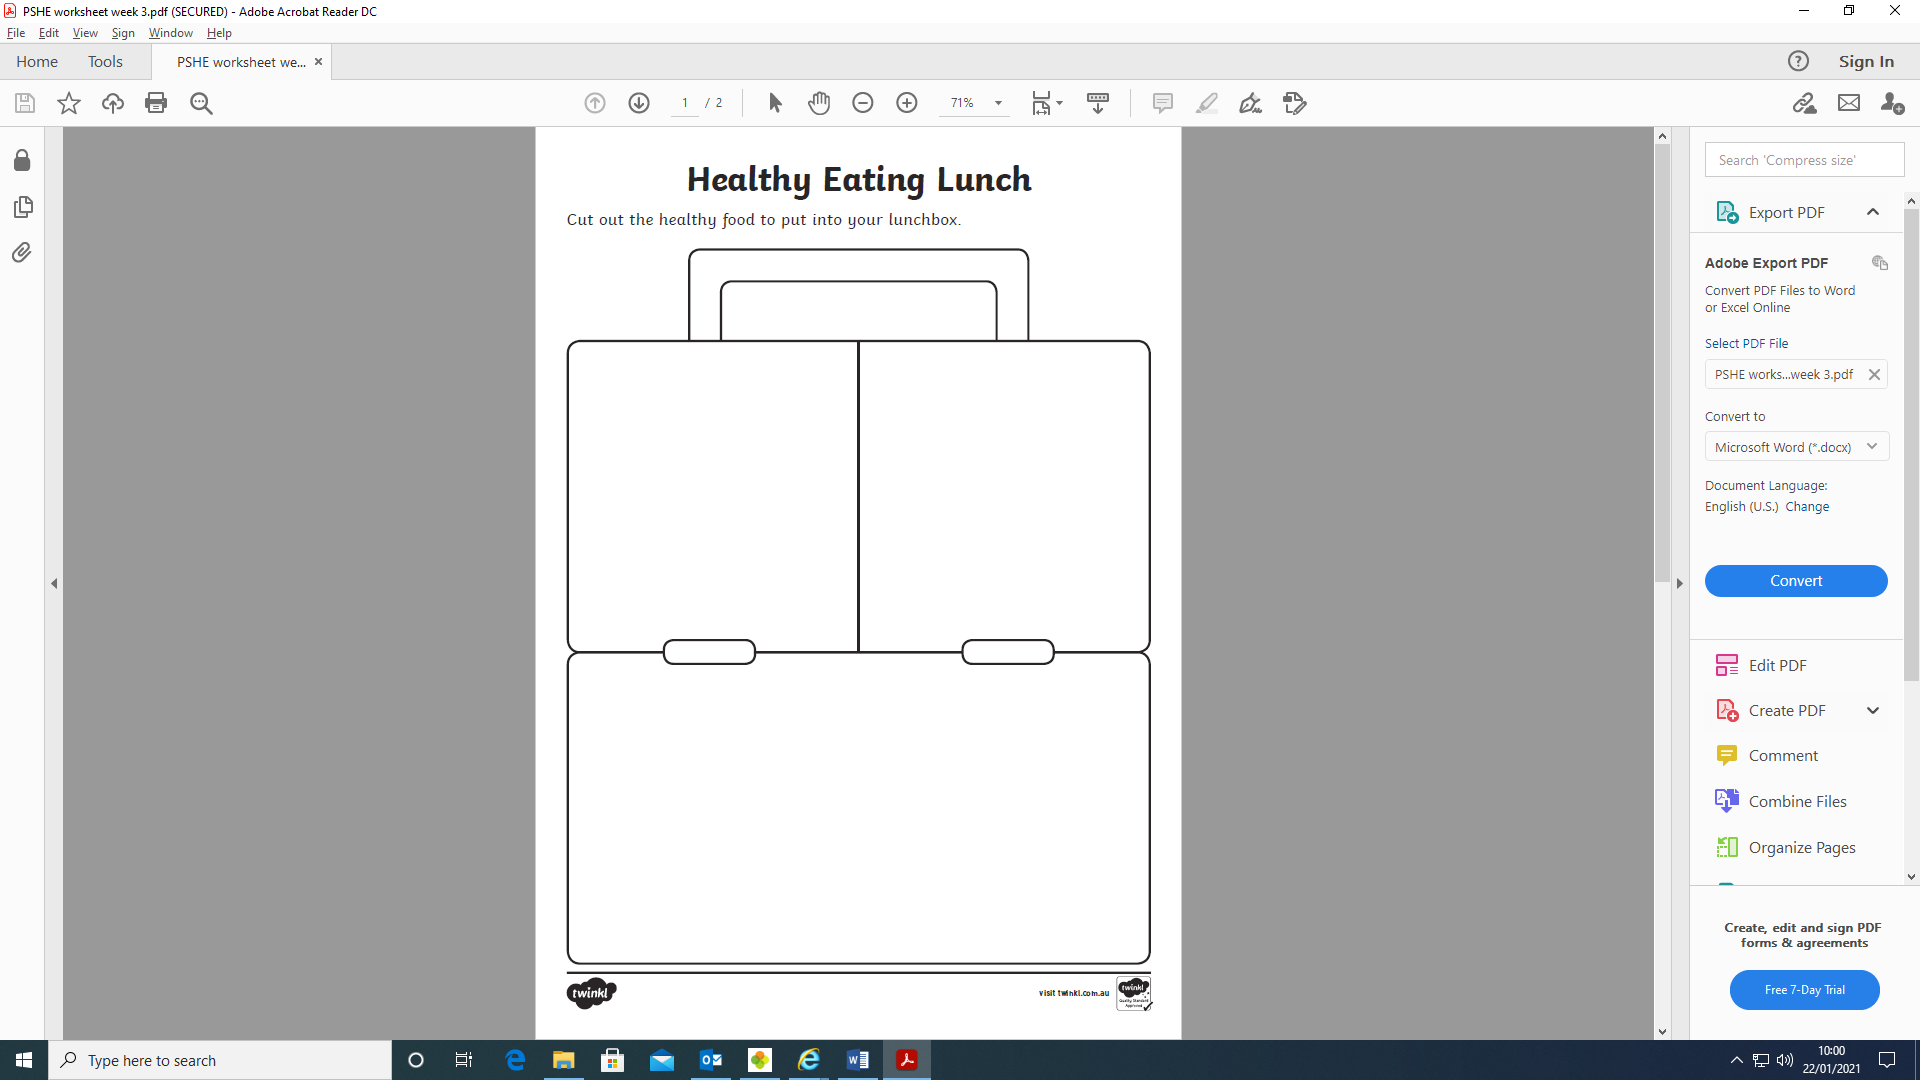 PSHE worksheet week 3.pdf (SECURED) - Adobe Acrobat Reader DC
File Edit View Sign Window Help
Home Tools PSHE worksheet we... × Sign In
1 / 2 71%
Healthy Eating Lunch
Cut out the healthy food to put into your lunchbox.
twinkl
visit twinkl.com.au
twinkl
Quality Standard
Approved
Search 'Compress size'
Export PDF
Adobe Export PDF
Convert PDF Files to Word
or Excel Online
Select PDF File
PSHE works...week 3.pdf
Convert to
Microsoft Word (*.docx)
Document Language:
English (U.S.) Change
Convert
Edit PDF
Create PDF
Comment
Combine Files
Organize Pages
Create, edit and sign PDF
forms & agreements
Free 7-Day Trial
Type here to search
10:00
22/01/2021